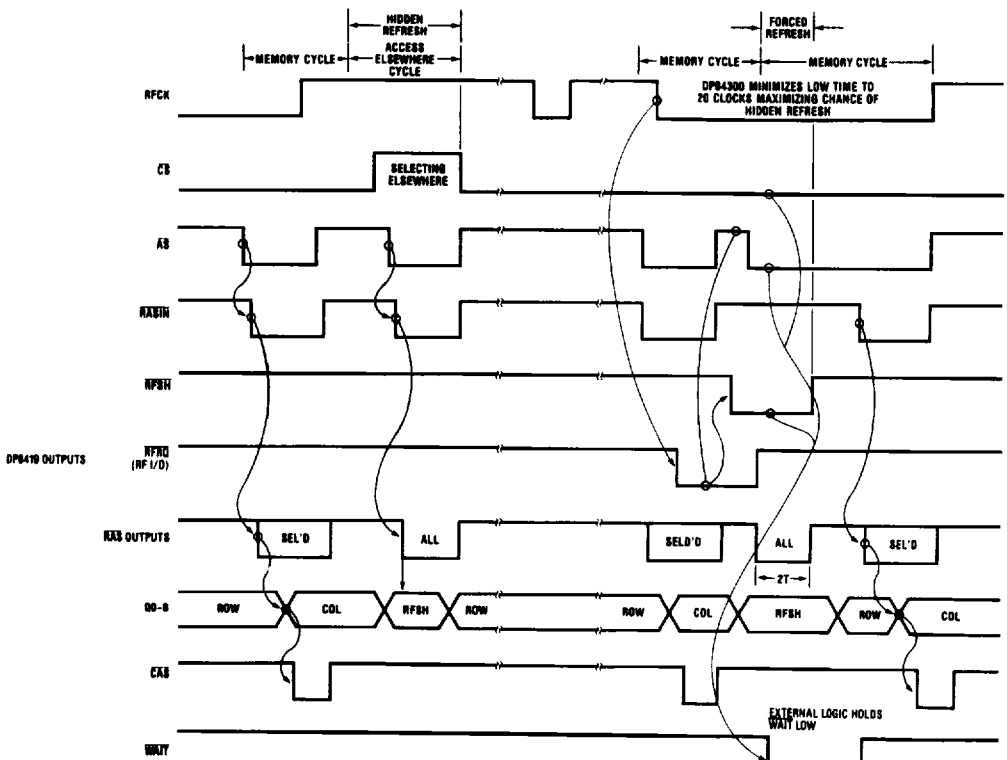 HIDDEN
REFRESH
FORCED
REFRESH
MEMORY CYCLE
ACCESS
ELSEWHERE
CYCLE
MEMORY CYCLE
MEMORY CYCLE
RFCK
DP84300 MINIMIZES LOW TIME TO
20 CLOCKS MAXIMIZING CHANCE OF
HIDDEN REFRESH
CS
SELECTING
ELSEWHERE
AS
RASIN
RFSH
DP8419 OUTPUTS
RFRQ
(RF I/O)
RAS OUTPUTS
SEL'D
ALL
SELD'D
ALL
SEL'D
2T
Q0-8
ROW
COL
RFSH
ROW
ROW
COL
RFSH
ROW
COL
CAS
EXTERNAL LOGIC HOLDS
WAIT LOW
WAIT